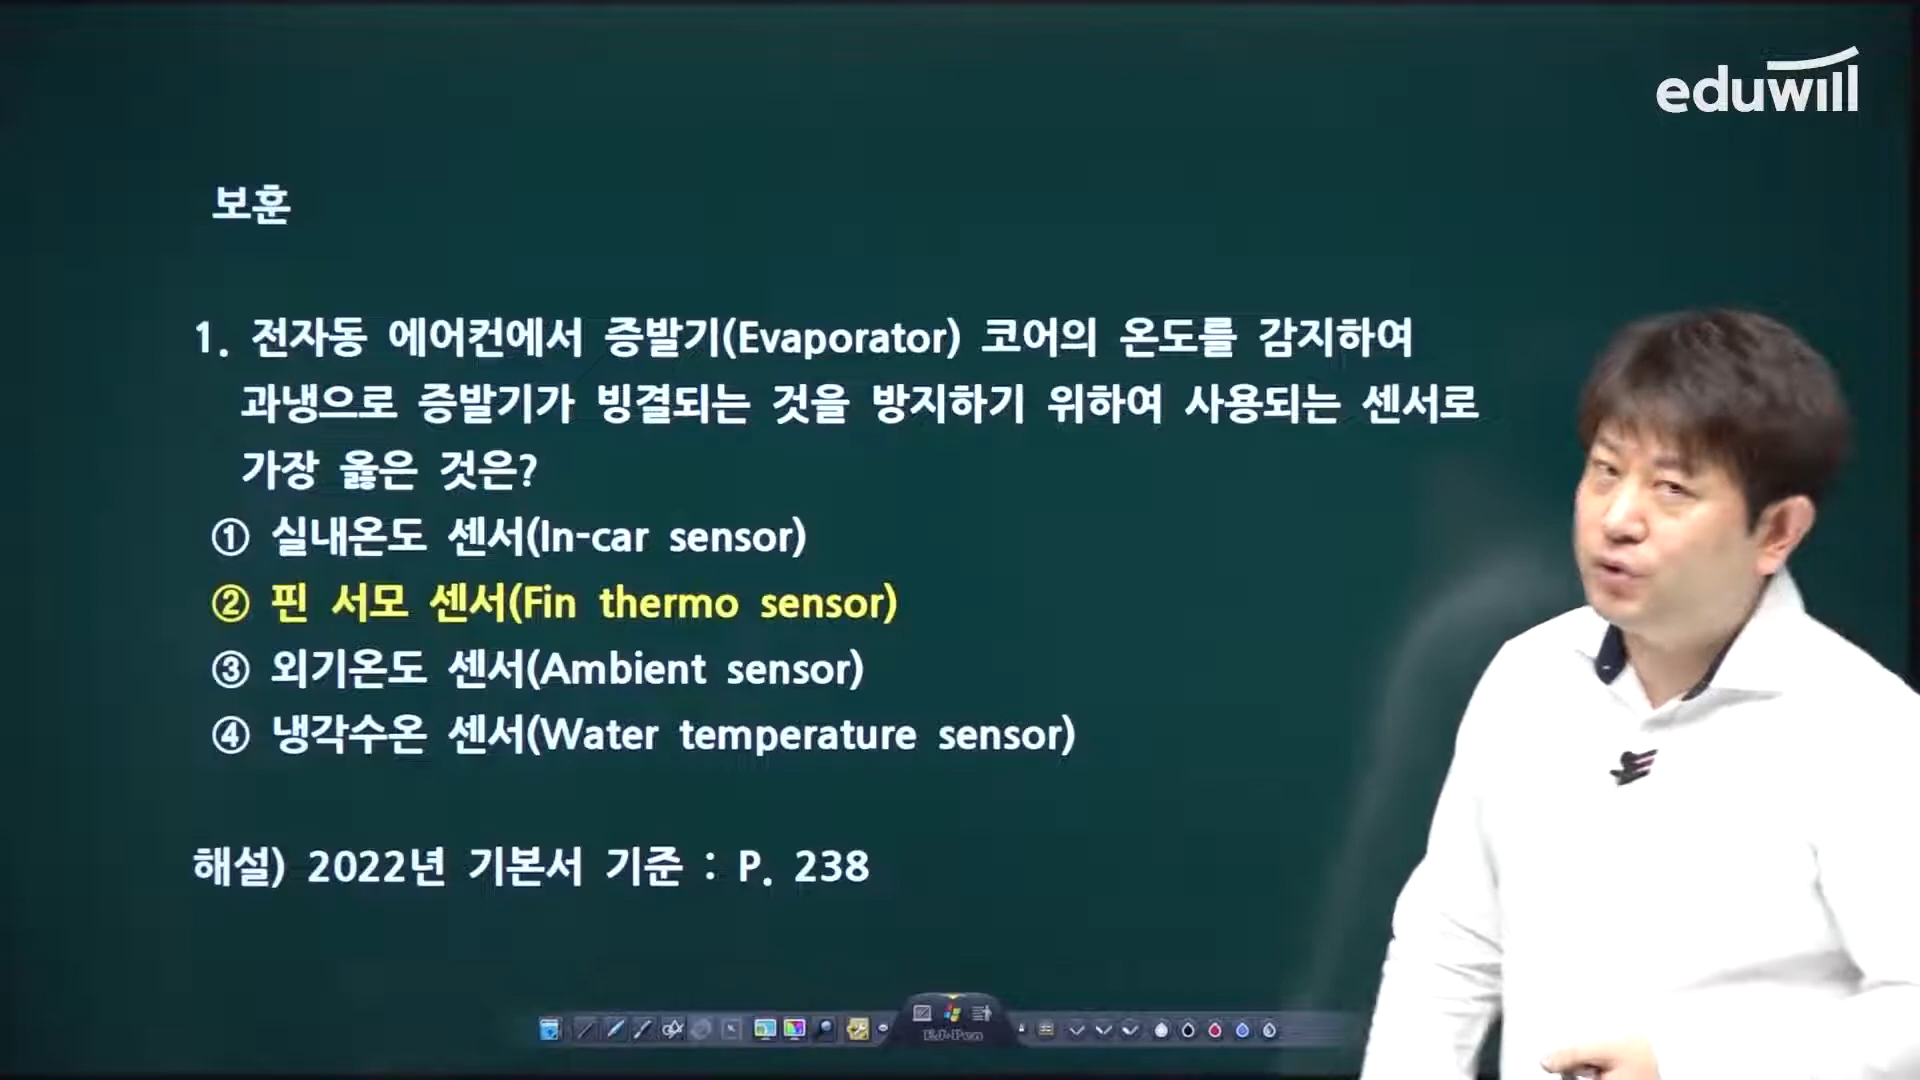 eduwill
보훈
1. 전자동 에어컨에서 증발기(Evaporator) 코어의 온도를 감지하여
과냉으로 증발기가 빙결되는 것을 방지하기 위하여 사용되는 센서로
가장 옳은 것은?
① 실내온도 센서(In-car sensor)
② 핀 서모 센서(Fin thermo sensor)
③ 외기온도 센서(Ambient sensor)
④ 냉각수온 센서(Water temperature sensor)
해설) 2022년 기본서 기준 : P. 238